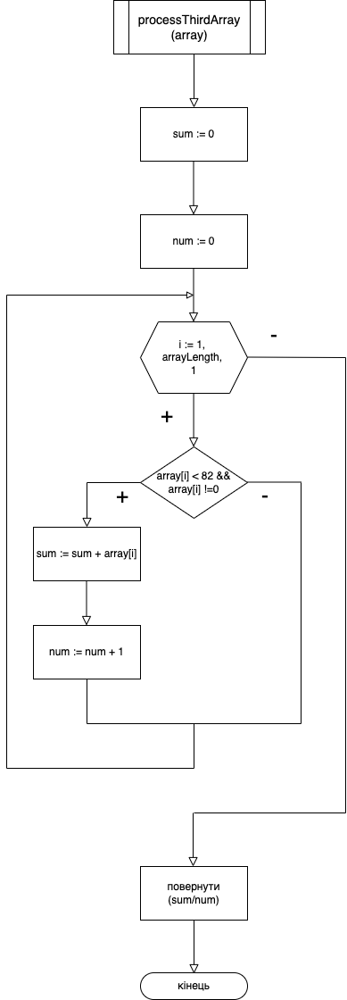 processThirdArray
(array)
sum := 0
num := 0
i := 1,
arrayLength,
1
-
+
array[i] < 82 &&
array[i] !=0
+
-
sum := sum + array[i]
num := num + 1
повернути
(sum/num)
кінець